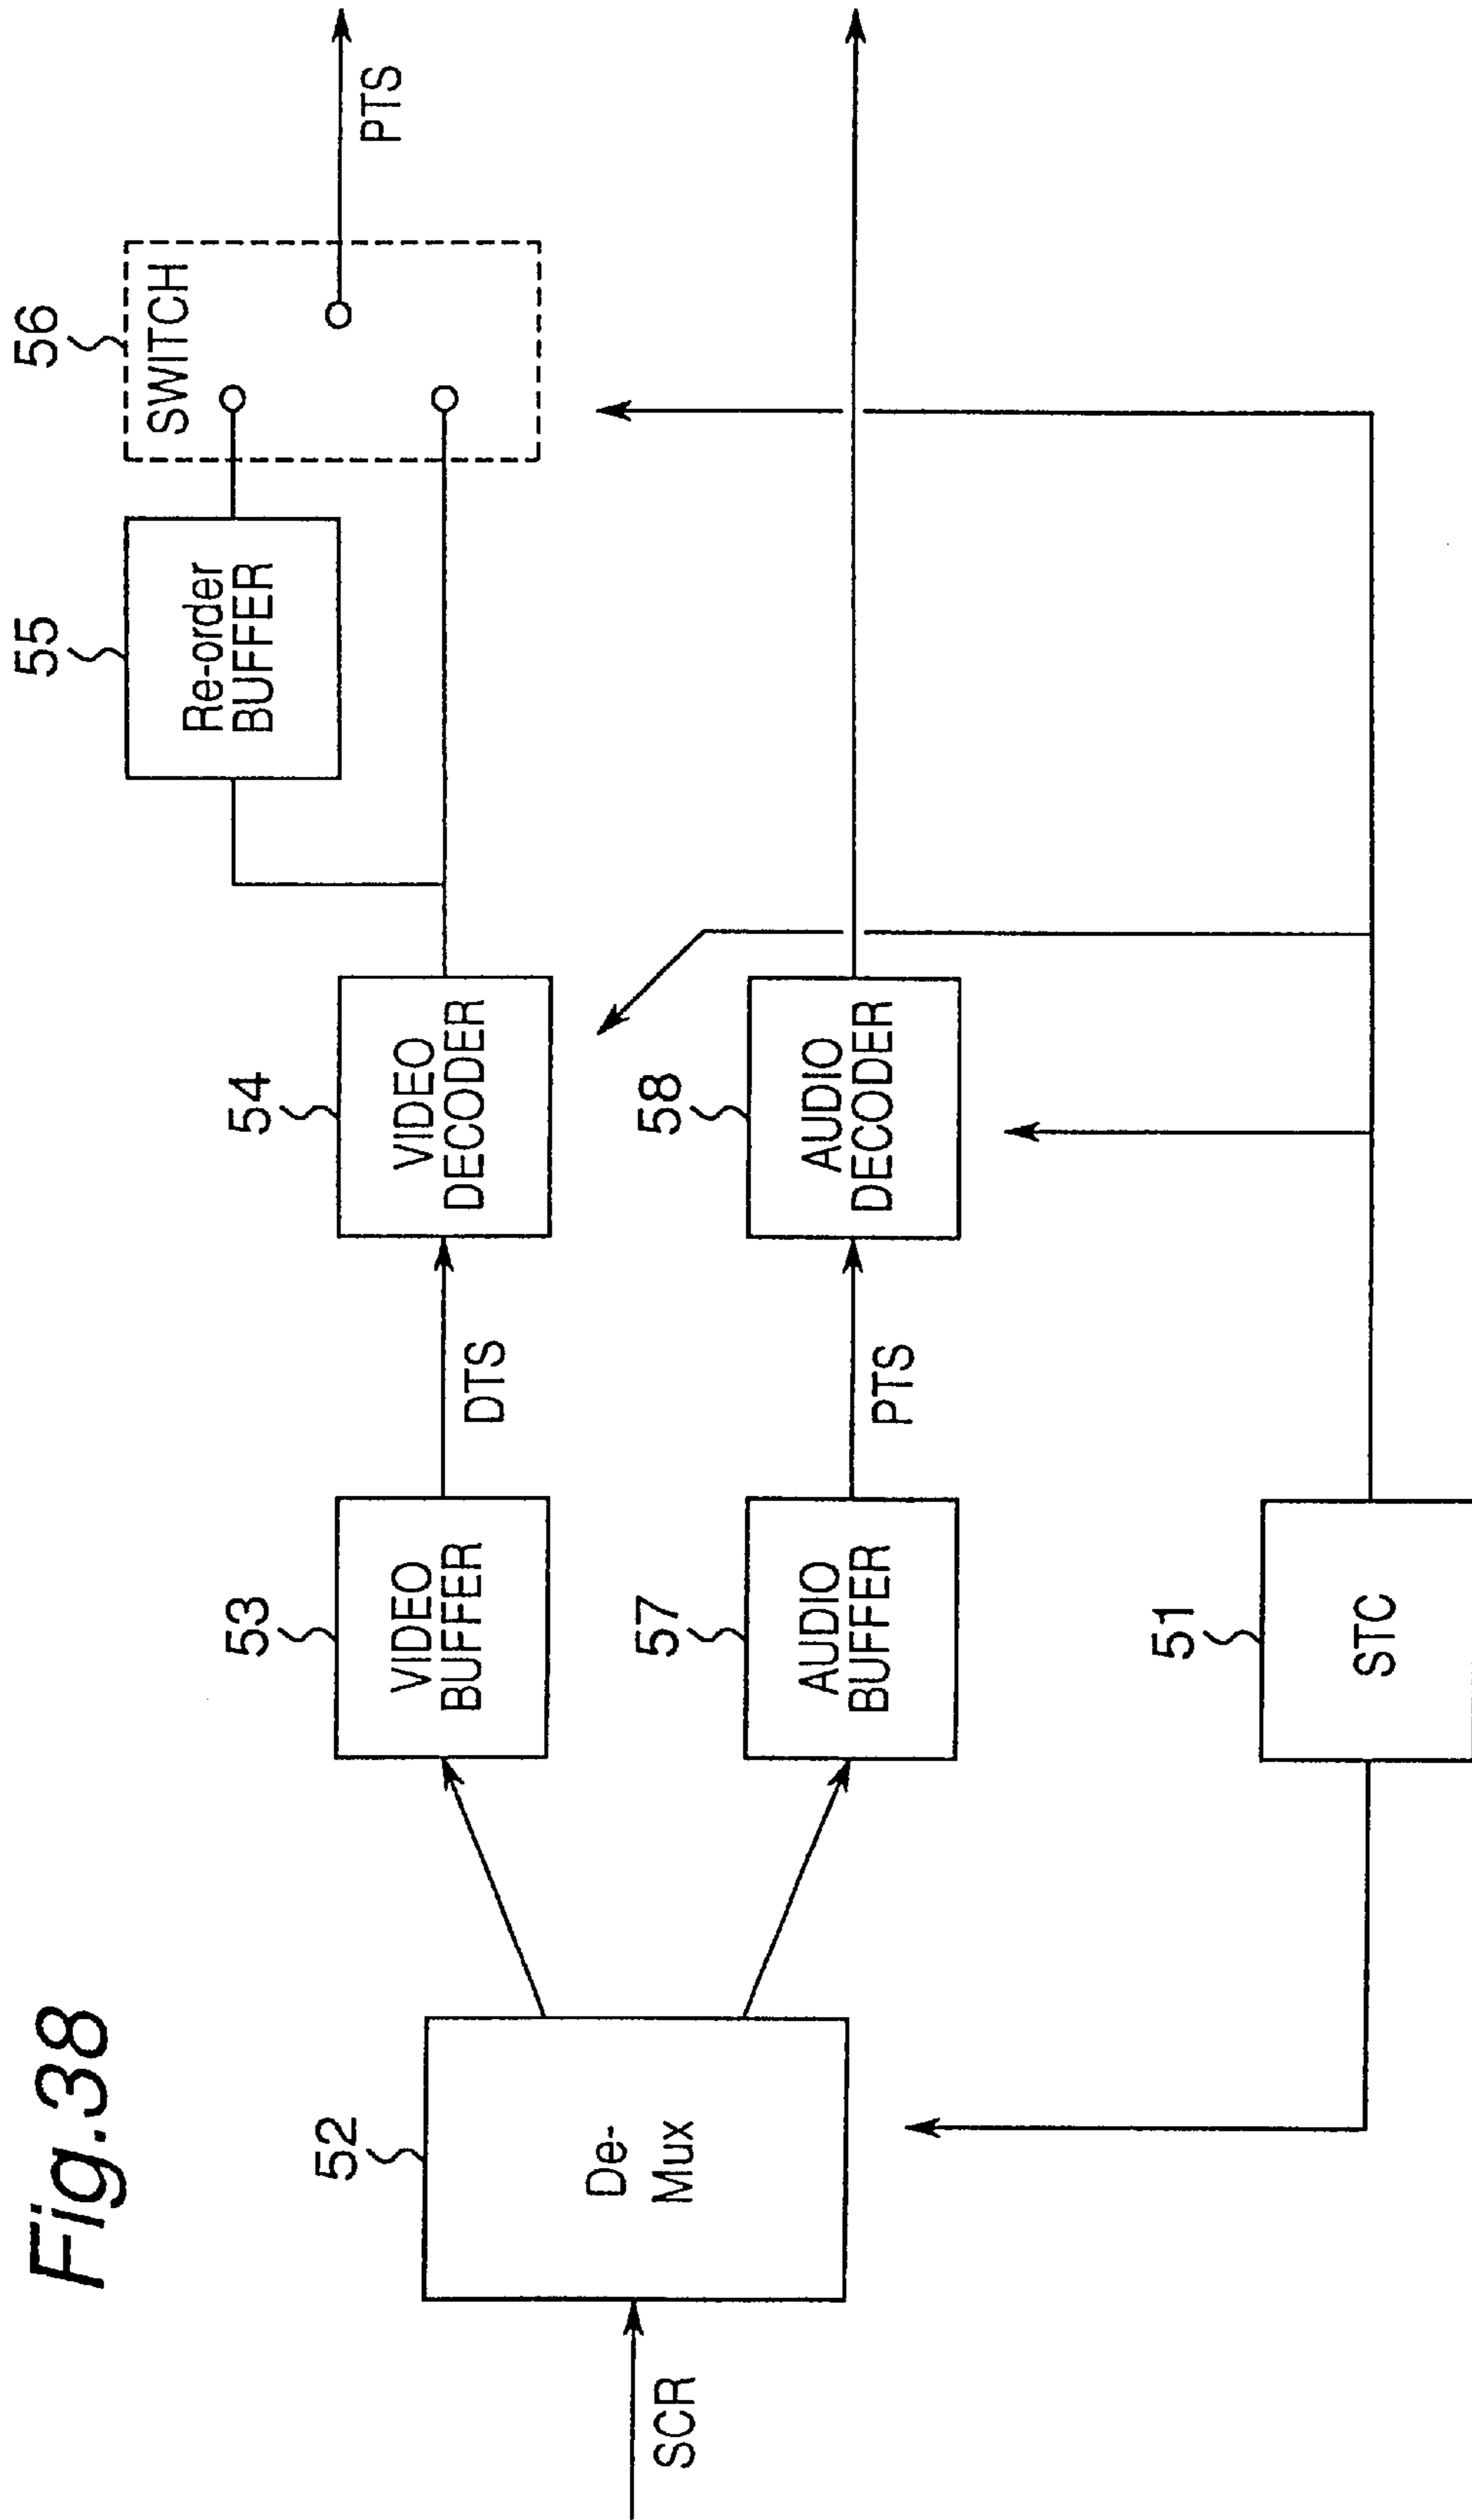 Fig.38
SCR
52
De-
Mux
53
VIDEO
BUFFER
DTS
54
VIDEO
DECODER
55
Re-order
BUFFER
56
SWITCH
PTS
57
AUDIO
BUFFER
PTS
58
AUDIO
DECODER
51
STC